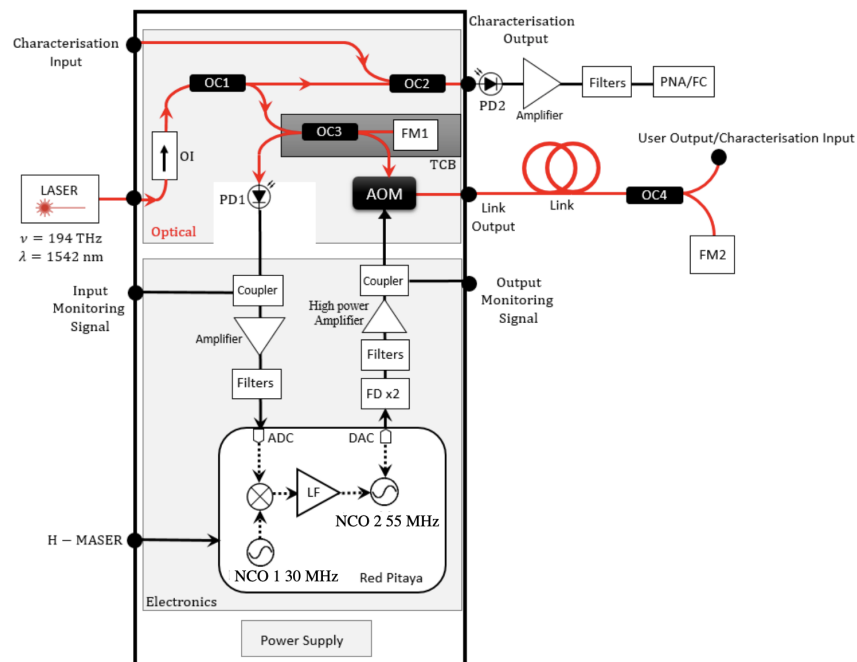 Characterisation
Input
Characterisation
Output
OC1
OC2
PD2
Amplifier
Filters
PNA/FC
OC3
FM1
TCB
OI
User Output/Characterisation Input
LASER
ν = 194 THz
λ = 1542 nm
PD1
AOM
Optical
Link
Output
Link
OC4
FM2
Input
Monitoring
Signal
Coupler
Coupler
Output
Monitoring
Signal
High power
Amplifier
Amplifier
Filters
Filters
FD x2
ADC
DAC
LF
NCO 2 55 MHz
H − MASER
NCO 1 30 MHz
Red Pitaya
Electronics
Power Supply